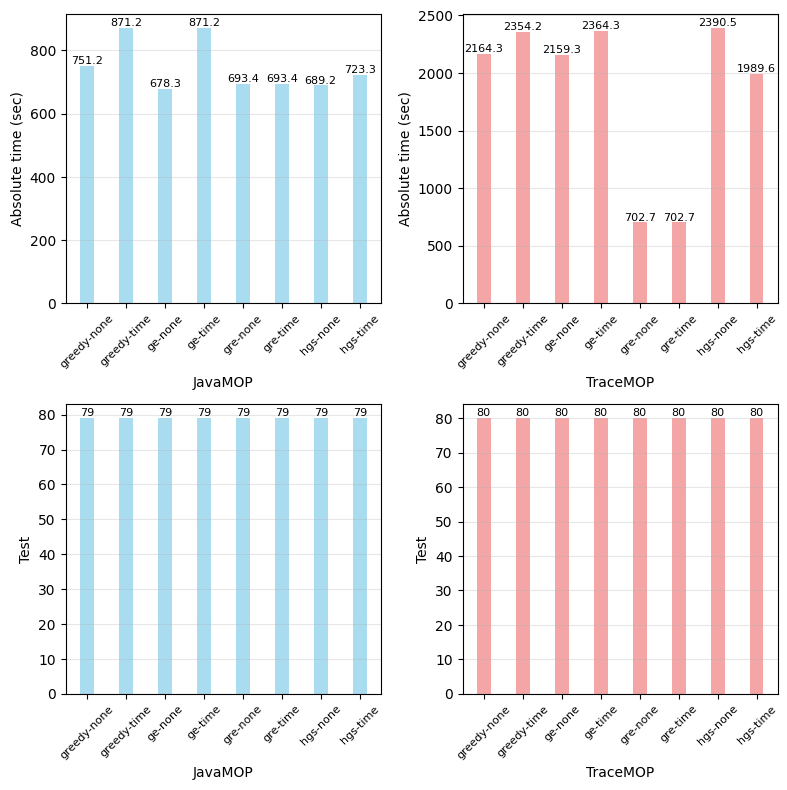 Absolute time (sec)
800
600
400
200
0
751.2
871.2
678.3
871.2
693.4
693.4
689.2
723.3
greedy-none
greedy-time
ge-none
ge-time
gre-none
gre-time
hgs-none
hgs-time
JavaMOP
Absolute time (sec)
2500
2000
1500
1000
500
0
2164.3
2354.2
2159.3
2364.3
702.7
702.7
2390.5
1989.6
greedy-none
greedy-time
ge-none
ge-time
gre-none
gre-time
hgs-none
hgs-time
TraceMOP
Test
80
70
60
50
40
30
20
10
0
79
79
79
79
79
79
79
79
greedy-none
greedy-time
ge-none
ge-time
gre-none
gre-time
hgs-none
hgs-time
JavaMOP
Test
80
70
60
50
40
30
20
10
0
80
80
80
80
80
80
80
80
greedy-none
greedy-time
ge-none
ge-time
gre-none
gre-time
hgs-none
hgs-time
TraceMOP